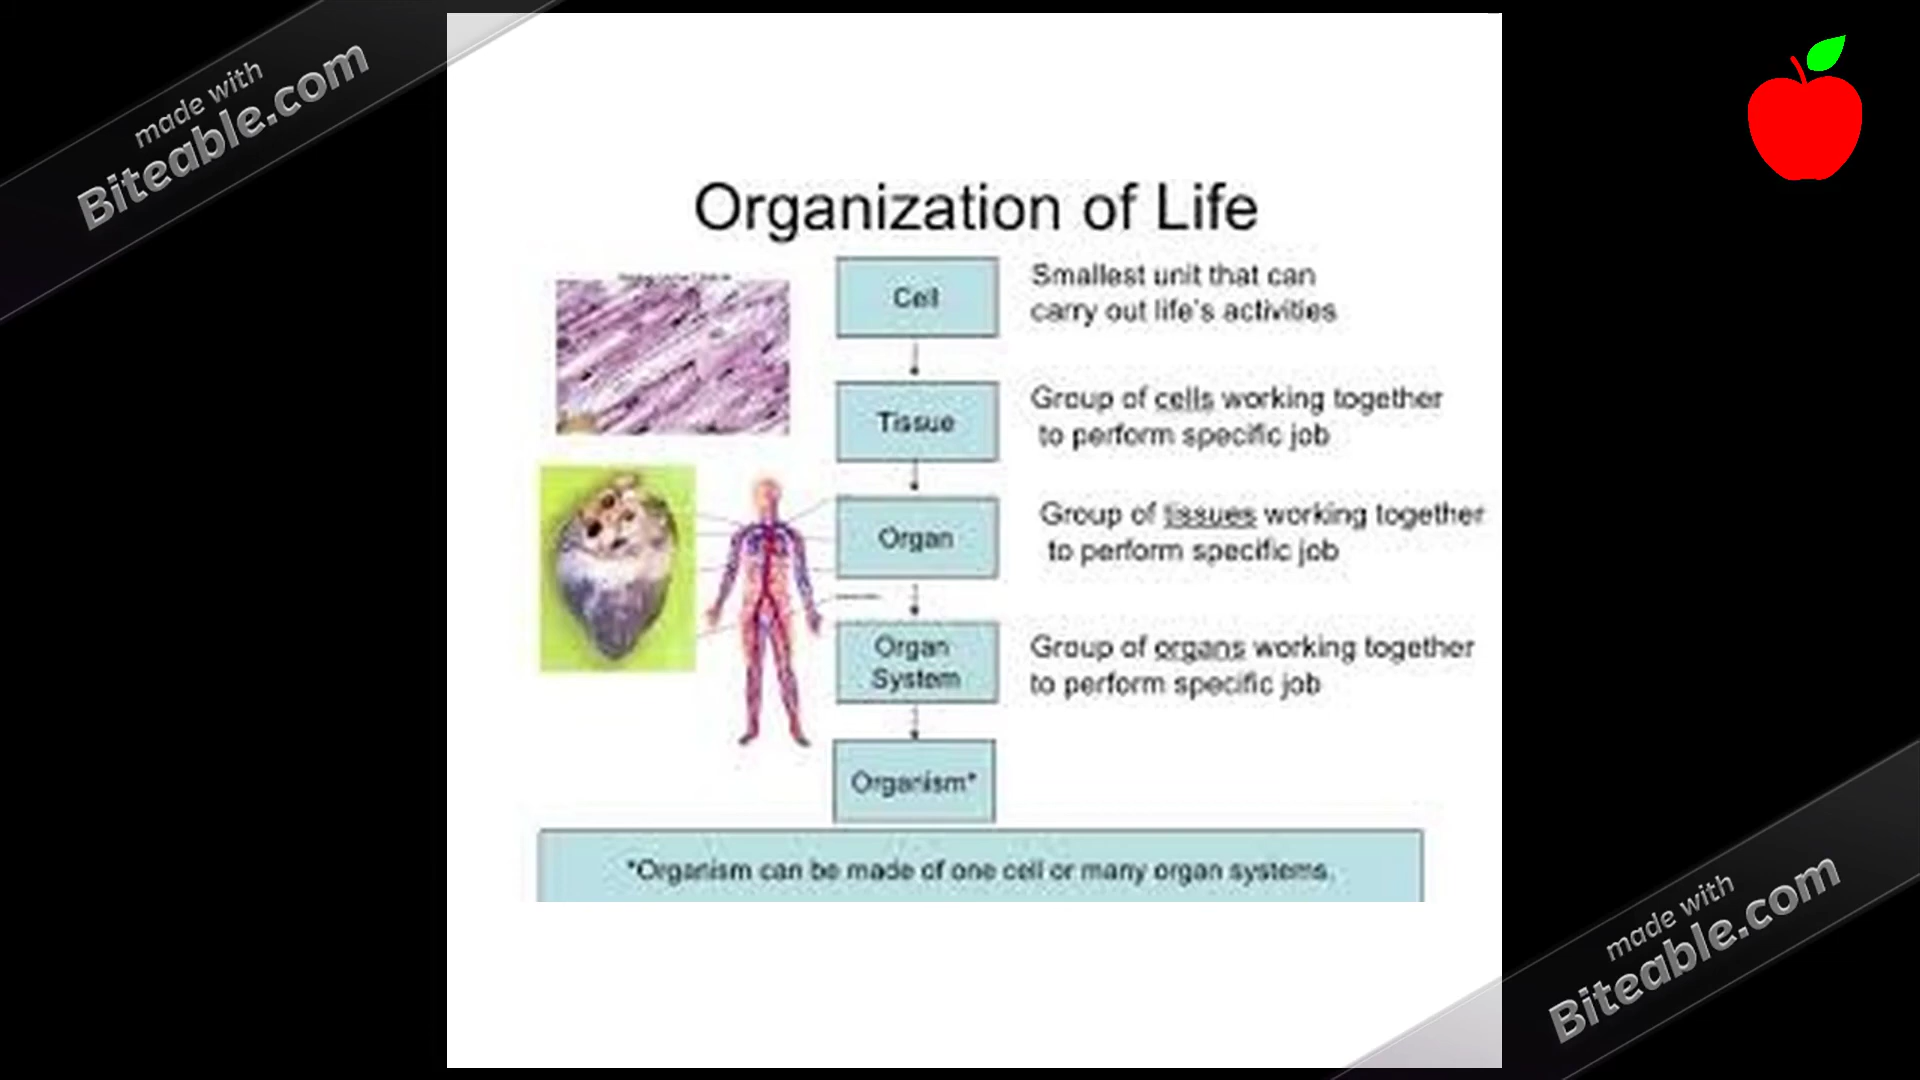 made with
Biteable.com
Organization of Life
Cell
Smallest unit that can
carry out life's activities
Tissue
Group of cells working together
to perform specific job
Organ
Group of tissues working together
to perform specific job
Organ
System
Group of organs working together
to perform specific job
Organism*
*Organism can be made of one cell or many organ systems.
made with
Biteable.com